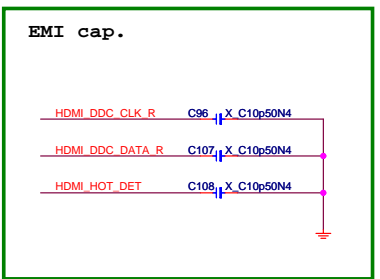 EMI cap.
HDMI_DDC_CLK_R C96 X_C10p50N4
HDMI_DDC_DATA_R C107 X_C10p50N4
HDMI_HOT_DET C108 X_C10p50N4